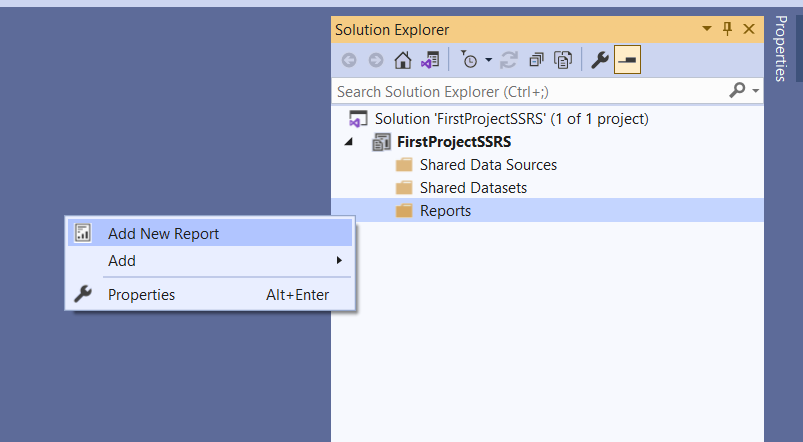 Solution Explorer
Properties
Search Solution Explorer (Ctrl+;)
Solution 'FirstProjectSSRS' (1 of 1 project)
FirstProjectSSRS
Shared Data Sources
Shared Datasets
Reports
Add New Report
Add
Properties Alt+Enter